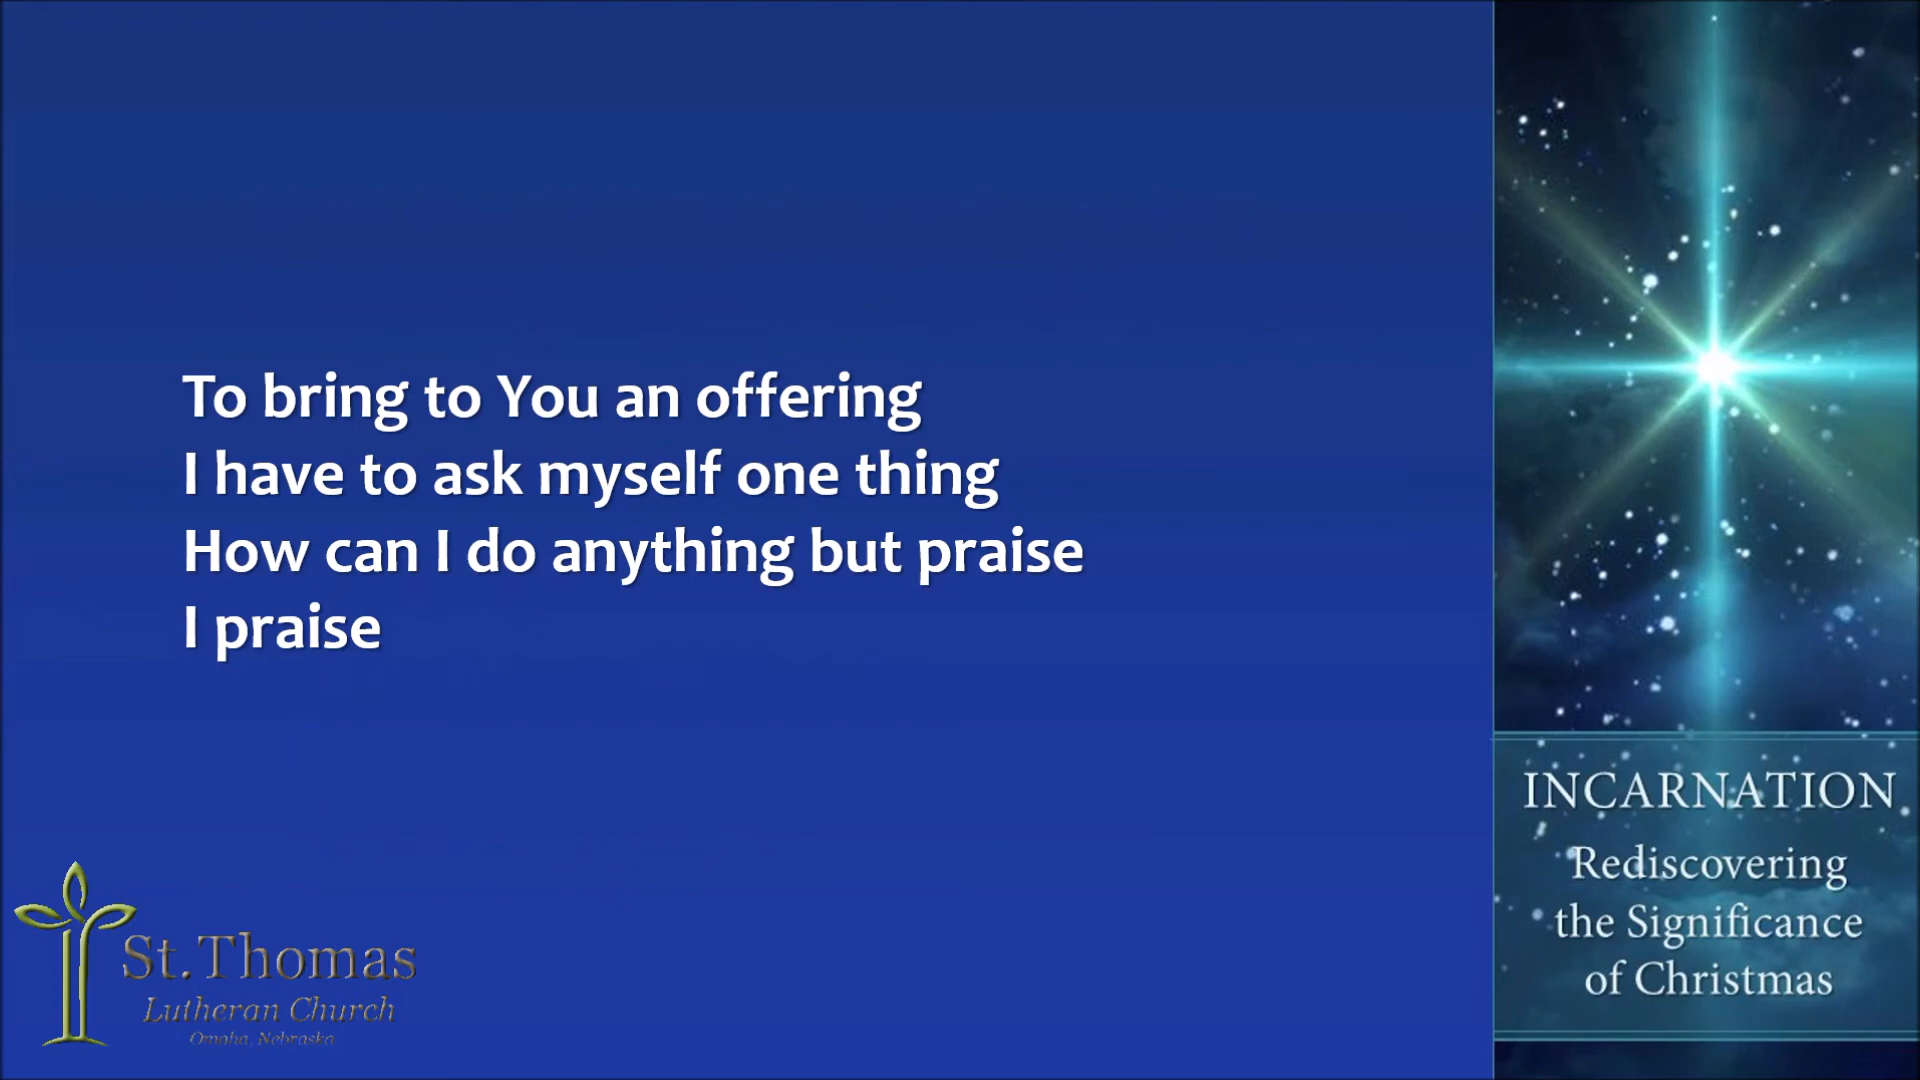 To bring to You an offering
I have to ask myself one thing
How can I do anything but praise
I praise
St. Thomas
Lutheran Church
Omaha, Nebraska
INCARNATION
Rediscovering
the Significance
of Christmas